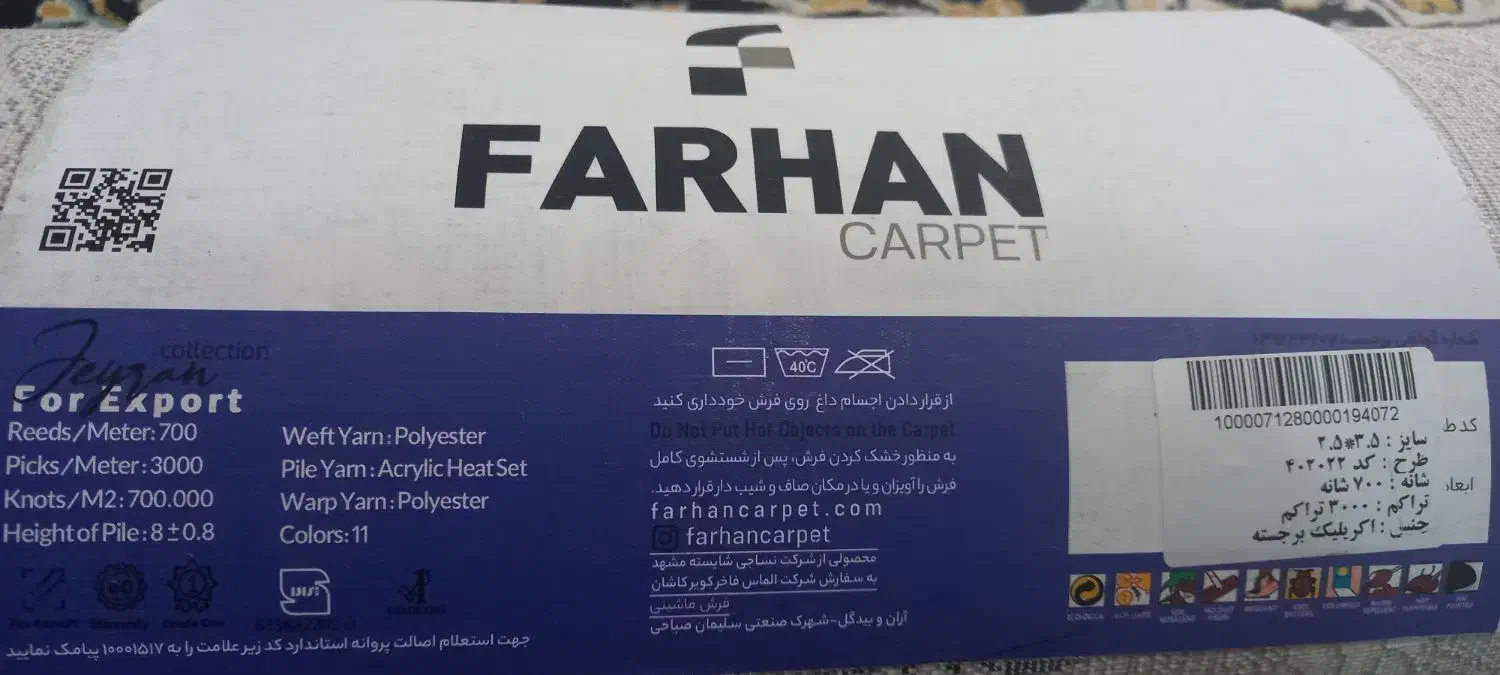 FARHAN
CARPET
Jeyran collection
For Export
Reeds/Meter:700
Picks/Meter:3000
Knots/M2:700.000
Height of Pile:8±0.8
Weft Yarn:Polyester
Pile Yarn:Acrylic Heat Set
Warp Yarn:Polyester
Colors:11
جهت استعلام اصالت پروانه استاندارد کد زیر علامت را به ۱۰۰۰۱۵۱۷ پیامک نمایید
40C
از قرار دادن اجسام داغ روی فرش خودداری کنید
Do Not Put Hot Objects on the Carpet
به منظور خشک کردن فرش، پس از شستشوی کامل
فرش را آویزان و یا در مکان صاف و شیب دار قرار دهید.
farhancarpet.com
farhancarpet
محصولی از شرکت نساجی شایسته مشهد
به سفارش شرکت الماس فاخر کویر کاشان
فرش ماشینی
آران و بیدگل-شهرک صنعتی سلیمان صباحی
کد ط
ابعاد
1000071280000194072
سایز : ۳.۵*۲.۵
طرح : کد ۴۰۲۰۲۲
شانه : ۷۰۰ شانه
تراکم : ۳۰۰۰ تراکم
جنس : اکریلیک برجسته